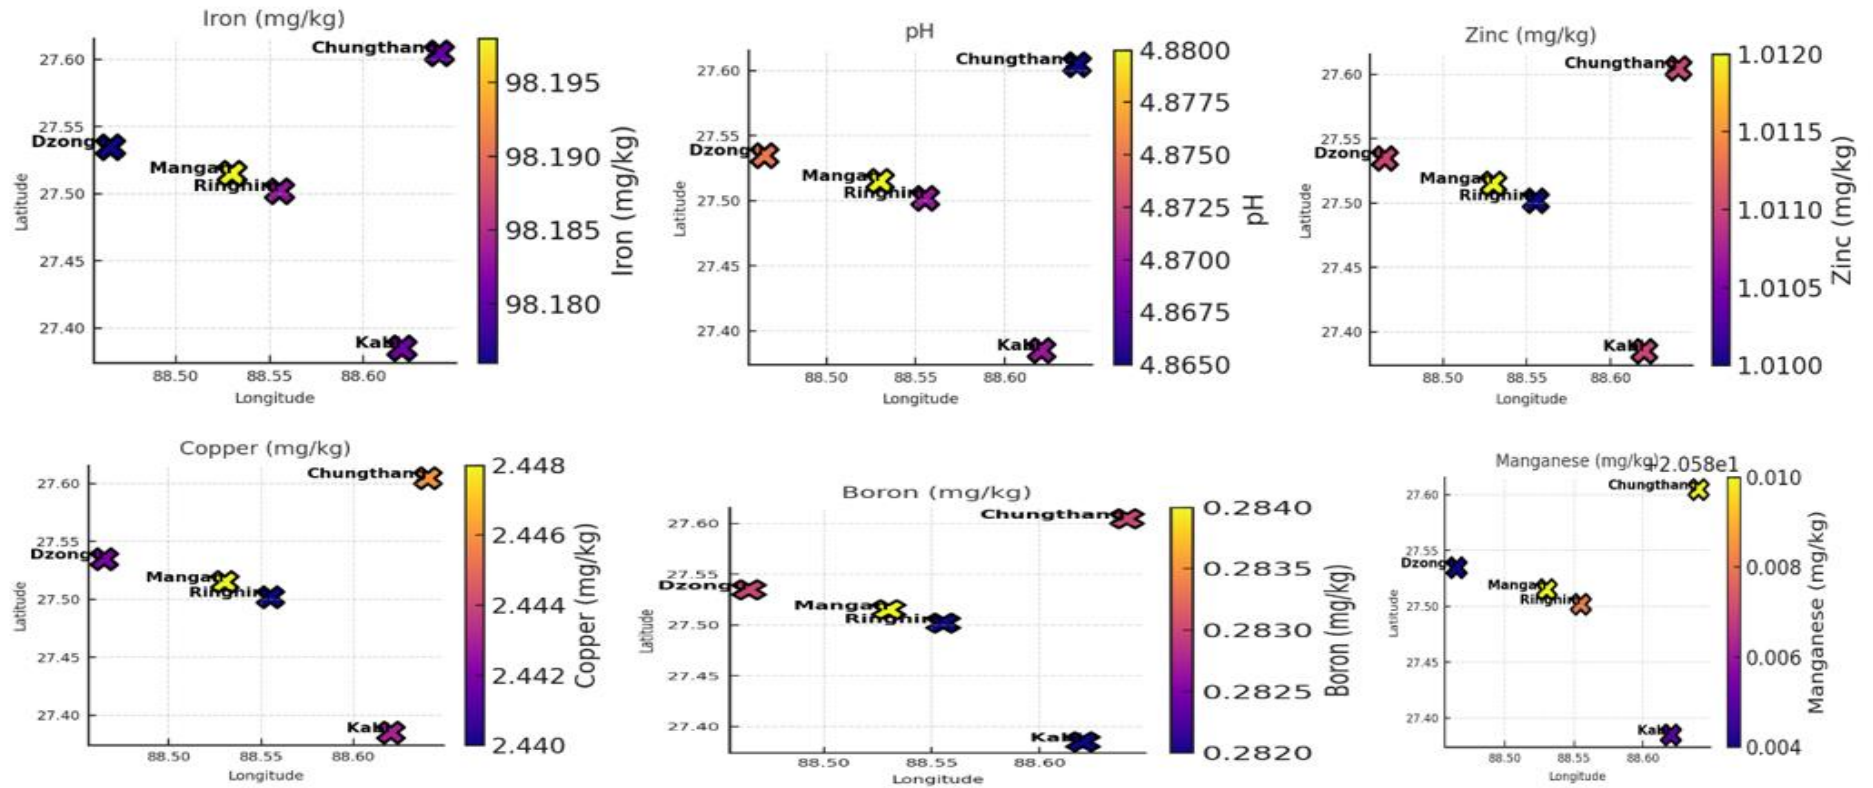 Iron (mg/kg)
27.60
27.55
27.50
27.45
27.40
Latitude
88.50 88.55 88.60
Longitude
Chungthang
Dzong
Mangan
Ringhim
Kabi
98.195
98.190
98.185
98.180
Iron (mg/kg)
pH
27.60
27.55
27.50
27.45
27.40
Latitude
88.50 88.55 88.60
Longitude
Chungthang
Dzong
Mangan
Ringhim
Kabi
4.8800
4.8775
4.8750
4.8725
4.8700
4.8675
4.8650
pH
Zinc (mg/kg)
27.60
27.55
27.50
27.45
27.40
Latitude
88.50 88.55 88.60
Longitude
Chungthang
Dzong
Mangan
Ringhim
Kabi
1.0120
1.0115
1.0110
1.0105
1.0100
Zinc (mg/kg)
Copper (mg/kg)
27.60
27.55
27.50
27.45
27.40
Latitude
88.50 88.55 88.60
Longitude
Chungthang
Dzong
Mangan
Ringhim
Kabi
2.448
2.446
2.444
2.442
2.440
Copper (mg/kg)
Boron (mg/kg)
27.60
27.55
27.50
27.45
27.40
Latitude
88.50 88.55 88.60
Longitude
Chungthang
Dzong
Mangan
Ringhim
Kabi
0.2840
0.2835
0.2830
0.2825
0.2820
Boron (mg/kg)
Manganese (mg/kg)
+2.058e1
27.60
27.55
27.50
27.45
27.40
Latitude
88.50 88.55 88.60
Longitude
Chungthang
Dzong
Mangan
Ringhim
Kabi
0.010
0.008
0.006
0.004
Manganese (mg/kg)